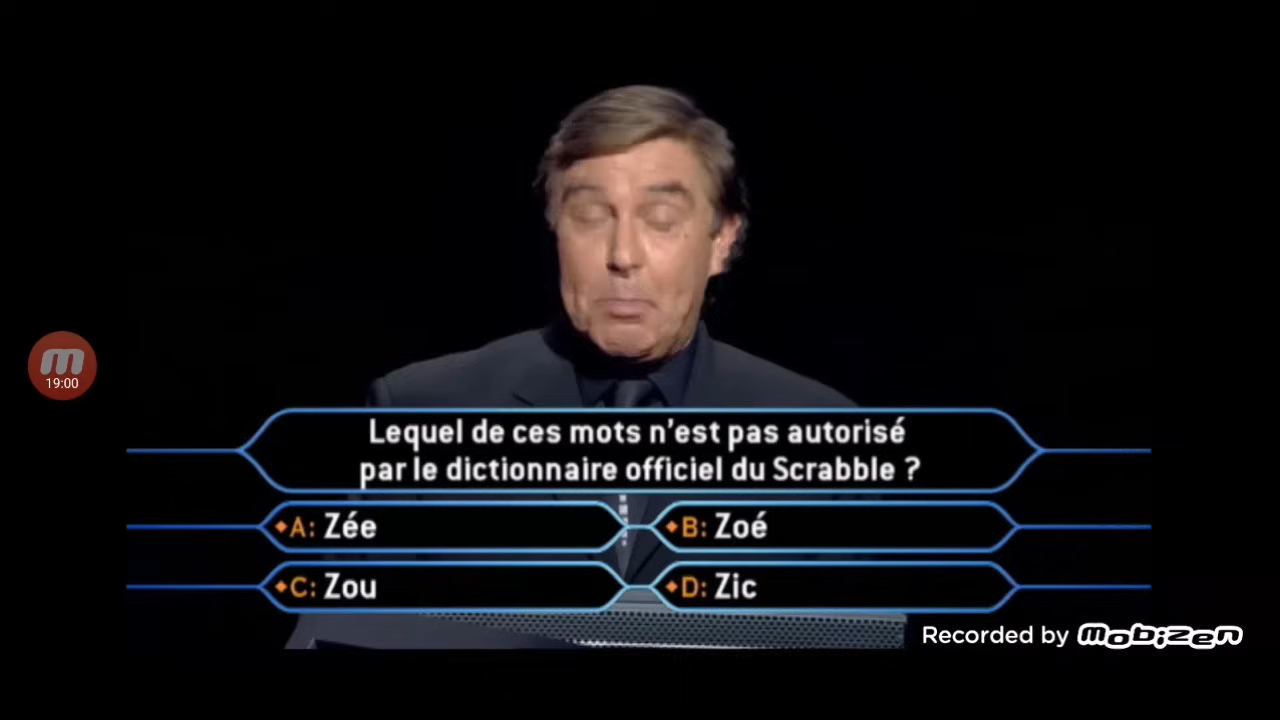 Lequel de ces mots n'est pas autorisé
par le dictionnaire officiel du Scrabble ?
A: Zée
B: Zoé
C: Zou
D: Zic
19:00
Recorded by mobizen